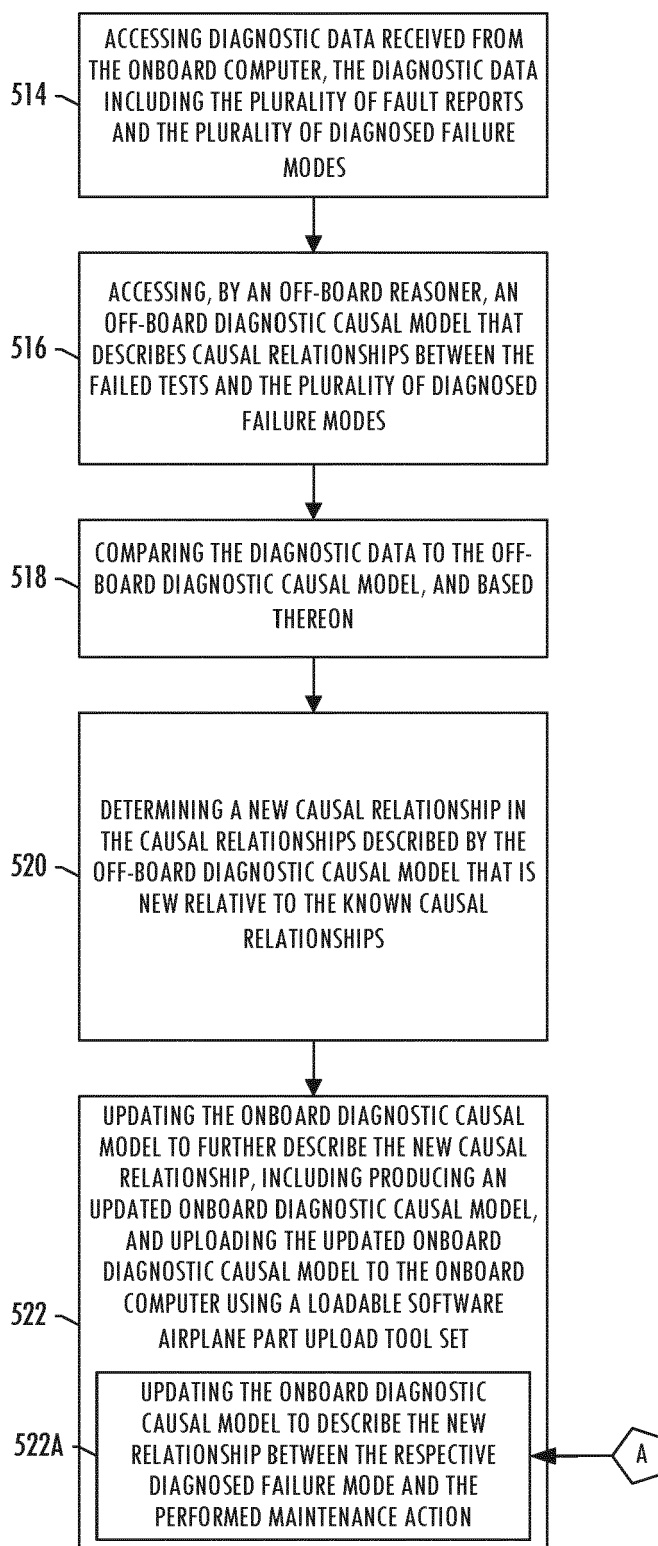 514
ACCESSING DIAGNOSTIC DATA RECEIVED FROM
THE ONBOARD COMPUTER, THE DIAGNOSTIC DATA
INCLUDING THE PLURALITY OF FAULT REPORTS
AND THE PLURALITY OF DIAGNOSED FAILURE
MODES
516
ACCESSING, BY AN OFF-BOARD REASONER, AN
OFF-BOARD DIAGNOSTIC CAUSAL MODEL THAT
DESCRIBES CAUSAL RELATIONSHIPS BETWEEN THE
FAILED TESTS AND THE PLURALITY OF DIAGNOSED
FAILURE MODES
518
COMPARING THE DIAGNOSTIC DATA TO THE OFF-
BOARD DIAGNOSTIC CAUSAL MODEL, AND BASED
THEREON
520
DETERMINING A NEW CAUSAL RELATIONSHIP IN
THE CAUSAL RELATIONSHIPS DESCRIBED BY THE
OFF-BOARD DIAGNOSTIC CAUSAL MODEL THAT IS
NEW RELATIVE TO THE KNOWN CAUSAL
RELATIONSHIPS
522
UPDATING THE ONBOARD DIAGNOSTIC CAUSAL
MODEL TO FURTHER DESCRIBE THE NEW CAUSAL
RELATIONSHIP, INCLUDING PRODUCING AN
UPDATED ONBOARD DIAGNOSTIC CAUSAL MODEL,
AND UPLOADING THE UPDATED ONBOARD
DIAGNOSTIC CAUSAL MODEL TO THE ONBOARD
COMPUTER USING A LOADABLE SOFTWARE
AIRPLANE PART UPLOAD TOOL SET
522A
UPDATING THE ONBOARD DIAGNOSTIC
CAUSAL MODEL TO DESCRIBE THE NEW
RELATIONSHIP BETWEEN THE RESPECTIVE
DIAGNOSED FAILURE MODE AND THE
PERFORMED MAINTENANCE ACTION
A